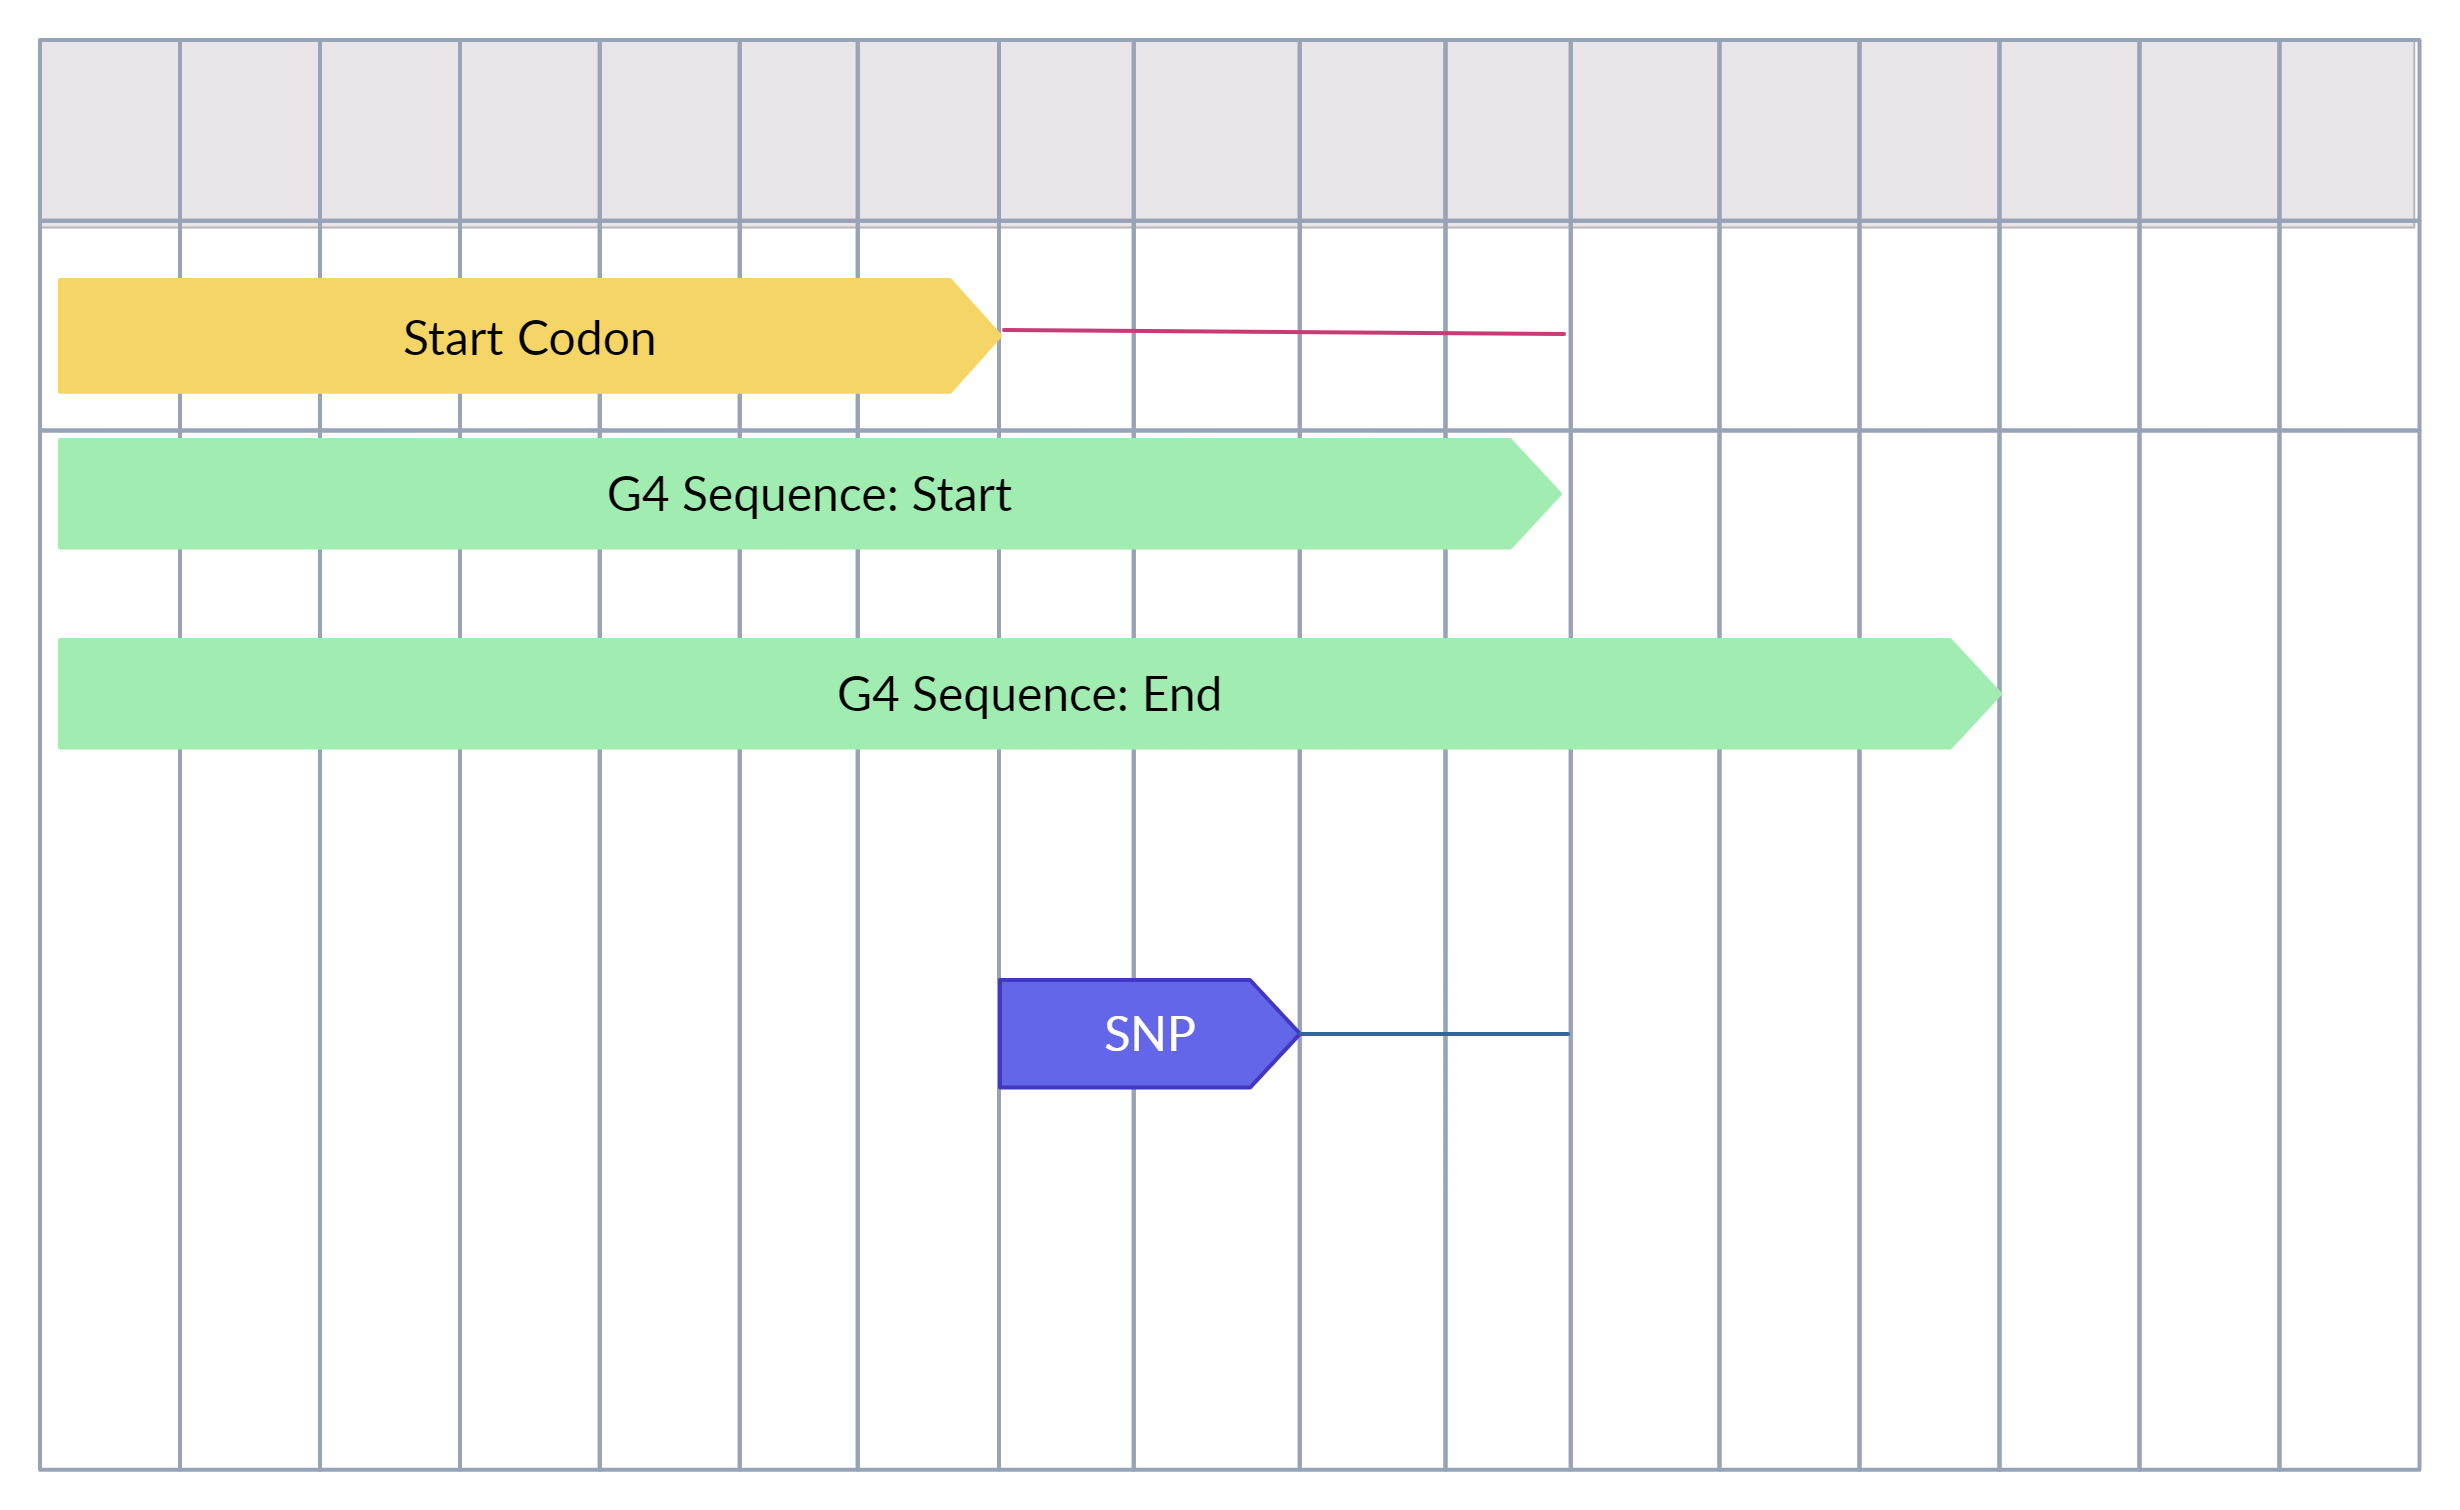 Start Codon
G4 Sequence: Start
G4 Sequence: End
SNP